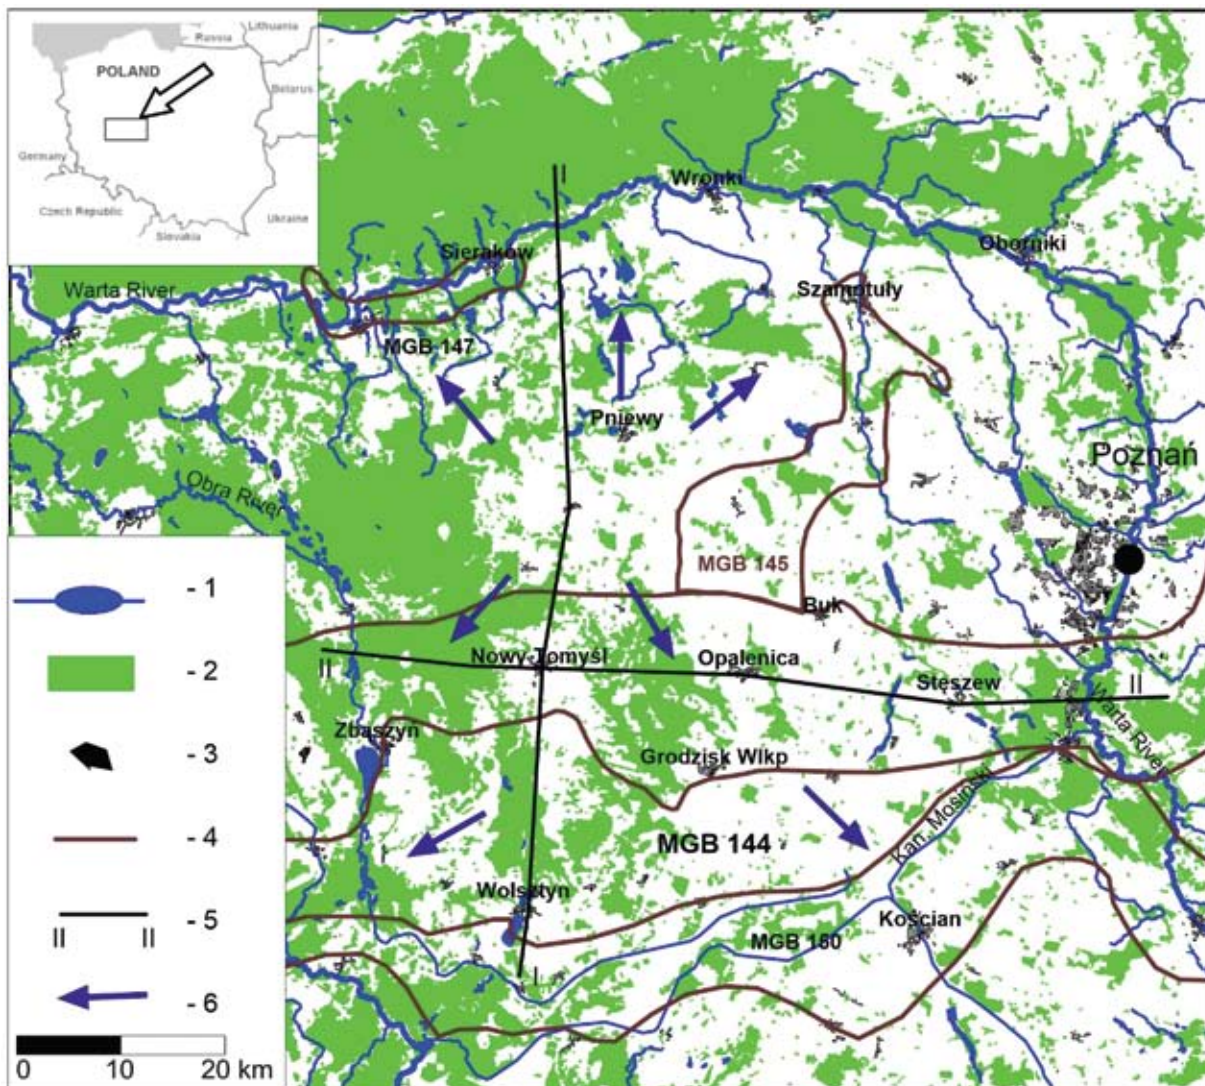 Lithuania
Russia
POLAND
Belarus
Germany
Czech Republic
Ukraine
Slovakia
I
Wronki
Sierakow
Oborniki
Warta River
Szamotuły
MGB 147
Pniewy
Poznań
Obra River
MGB 145
- 1
Buk
Nowy Tomyśl
Opalenica
II
- 2
Stęszew
II
Warta River
Zbąszyn
- 3
Grodzisk Wlkp
Kan. Mosiński
- 4
MGB 144
Wolsztyn
- 5
Kościan
II II
MGB 150
I
- 6
0 10 20 km